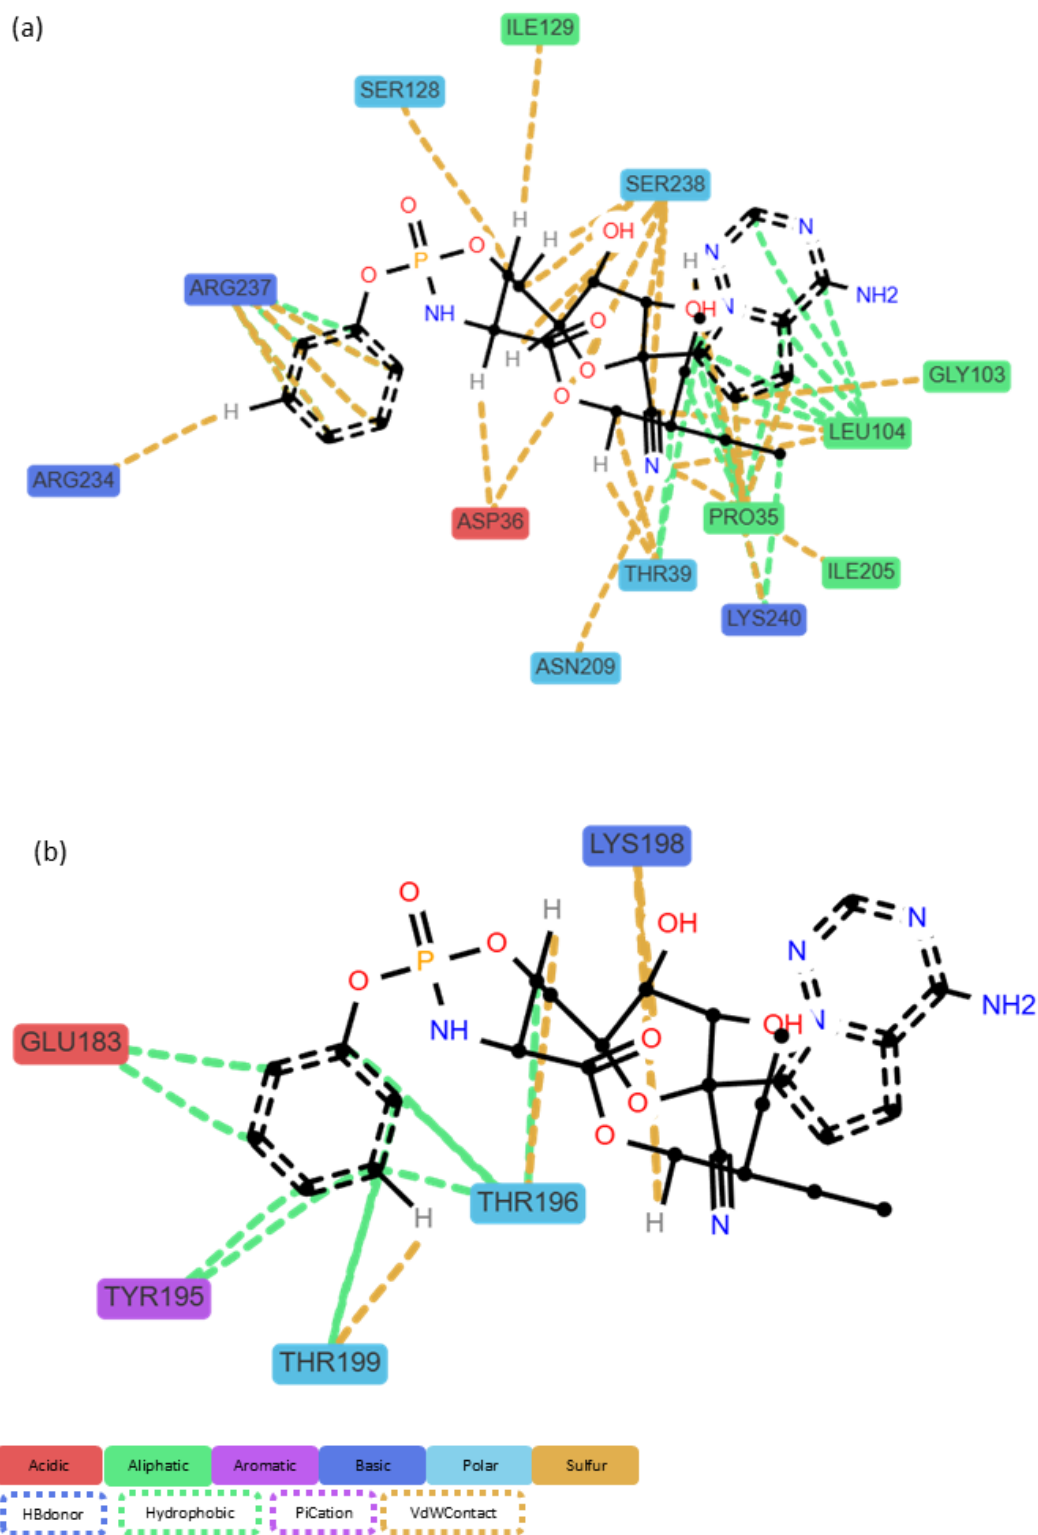 (a)
ILE129
SER128
SER238
O
OH
H
H
N
N
O
O
P
H
N
ARG237
O
NH
NH2
OH
O
H
O
H
O
GLY103
H
LEU104
H
N
ARG234
PRO35
ASP36
THR39
ILE205
LYS240
ASN209
(b)
LYS198
O
H
OH
N
O
P
N
O
NH
NH2
OH
N
GLU183
O
O
O
THR196
H
H
N
TYR195
THR199
Acidic Aliphatic Aromatic Basic Polar Sulfur
HBdonor Hydrophobic PiCation VdWContact